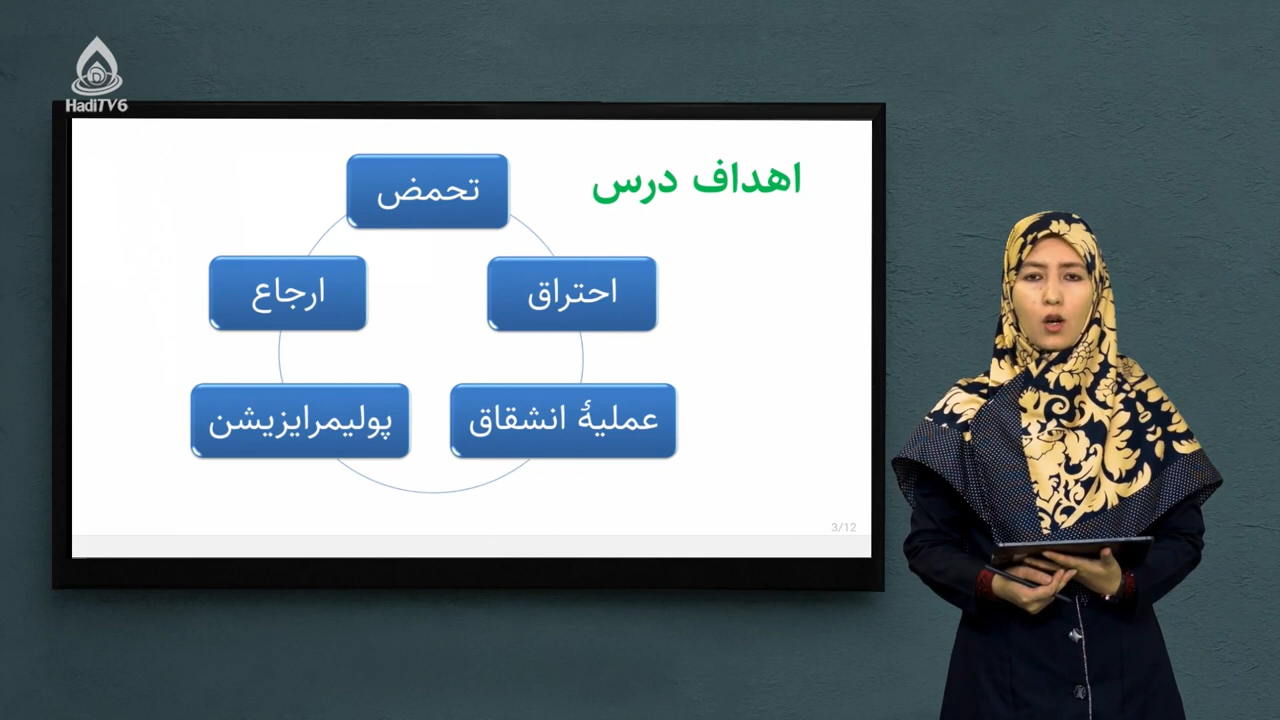 HadiTV6
اهداف درس
تحمض
احتراق
ارجاع
عملیهٔ انشقاق
پولیمرایزیشن
3/12